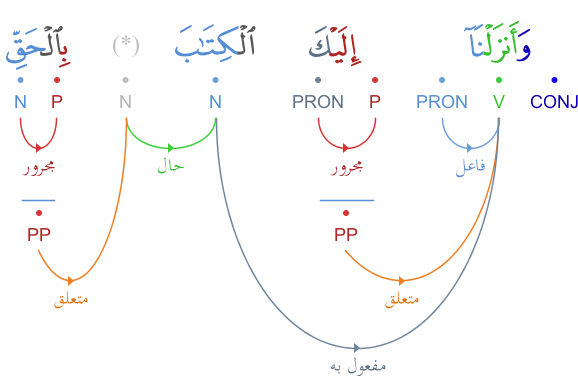 وَأَنزَلْنَآ إِلَيْكَ ٱلْكِتَـٰبَ (*) بِٱلْحَقِّ
CONJ V PRON P PRON N N P N
فاعل مجرور حال مجرور
PP PP
متعلق متعلق
مفعول به